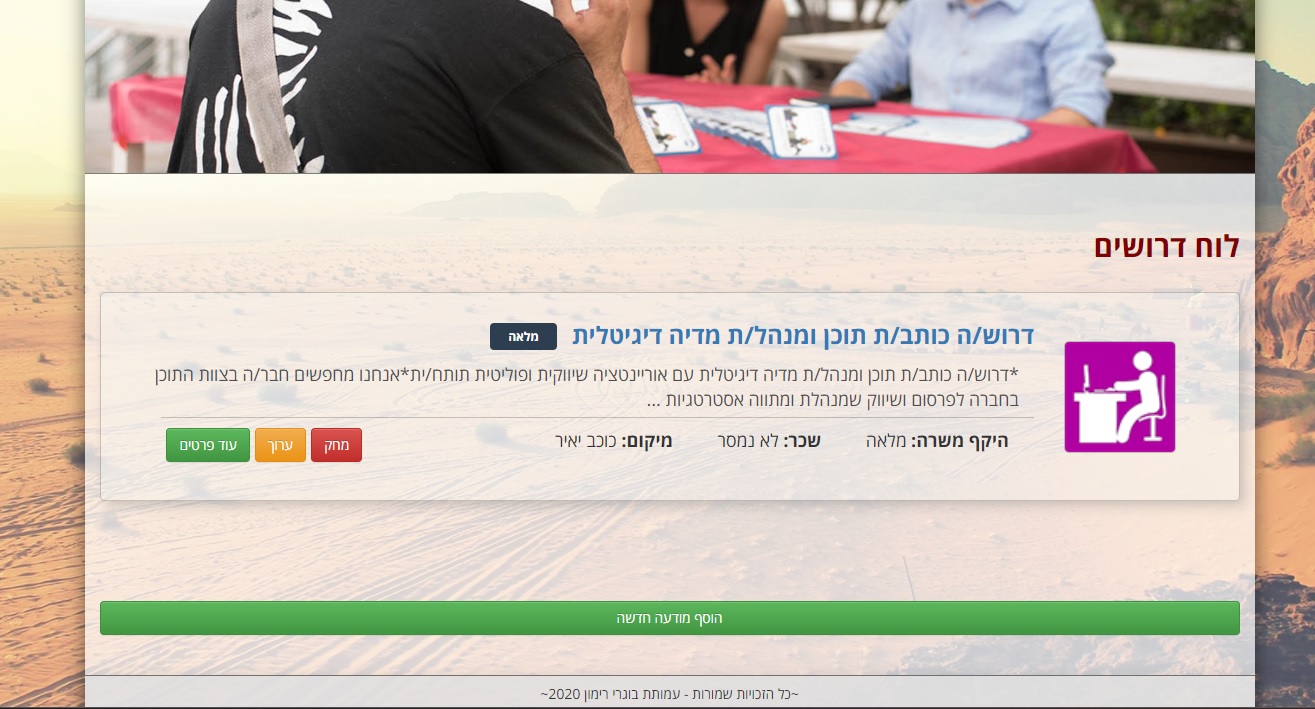 לוח דרושים
דרוש/ה כותב/ת תוכן ומנהל/ת מדיה דיגיטלית מלאה
*דרוש/ה כותב/ת תוכן ומנהל/ת מדיה דיגיטלית עם אוריינטציה שיווקית ופוליטית תותח/ית*אנחנו מחפשים חבר/ה בצוות התוכן
בחברה לפרסום ושיווק שמנהלת ומתווה אסטרטגיות ...
היקף משרה: מלאה שכר: לא נמסר מיקום: כוכב יאיר מחק ערוך עוד פרטים
הוסף מודעה חדשה
~כל הזכויות שמורות - עמותת בוגרי רימון 2020~